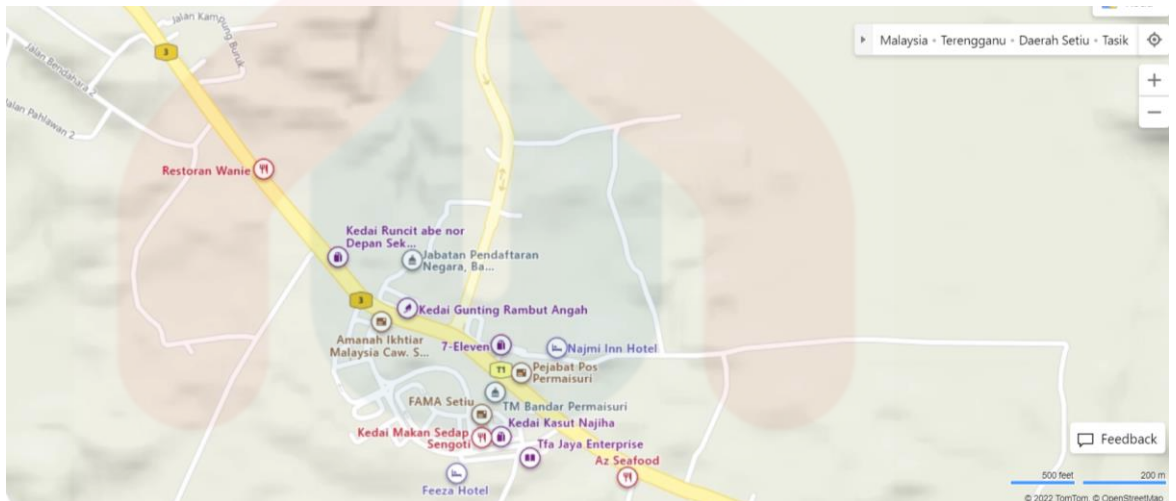 Malaysia • Terengganu • Daerah Setiu • Tasik
Jalan Kampung Buruk
3
Jalan Bendahara 2
Jalan Pahlawan 2
Restoran Wanie
Kedai Runcit abe nor
Depan Sek...
Jabatan Pendaftaran
Negara, Ba...
3
Kedai Gunting Rambut Angah
Amanah Ikhtiar
Malaysia Caw. S...
7-Eleven
Najmi Inn Hotel
T1
Pejabat Pos
Permaisuri
FAMA Setiu
TM Bandar Permaisuri
Kedai Kasut Najiha
Kedai Makan Sedap
Sengoti
Tfa Jaya Enterprise
Az Seafood
Feeza Hotel
Feedback
500 feet
200 m
© 2022 TomTom, © OpenStreetMap